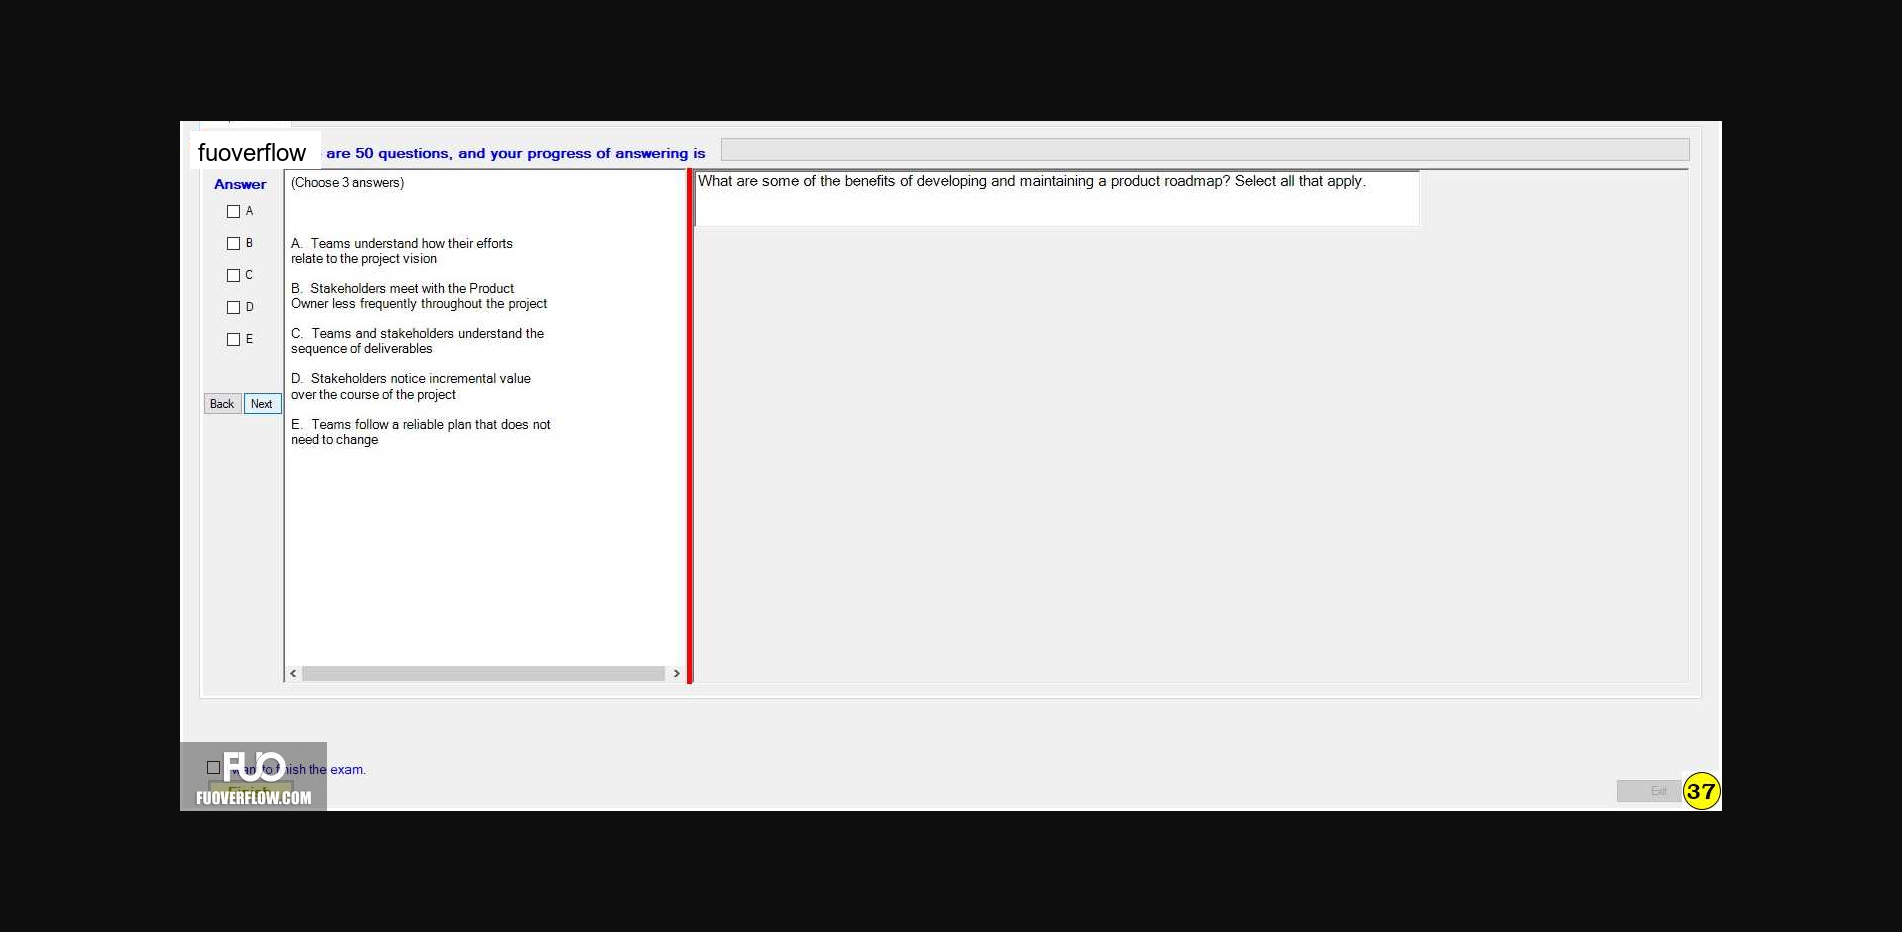 fuoverflow are 50 questions, and your progress of answering is
Answer
A
B
C
D
E
Back Next
(Choose 3 answers)
A. Teams understand how their efforts
relate to the project vision
B. Stakeholders meet with the Product
Owner less frequently throughout the project
C. Teams and stakeholders understand the
sequence of deliverables
D. Stakeholders notice incremental value
over the course of the project
E. Teams follow a reliable plan that does not
need to change
What are some of the benefits of developing and maintaining a product roadmap? Select all that apply.
want to finish the exam.
Finish
FUO
FUOVERFLOW.COM
Exit
37